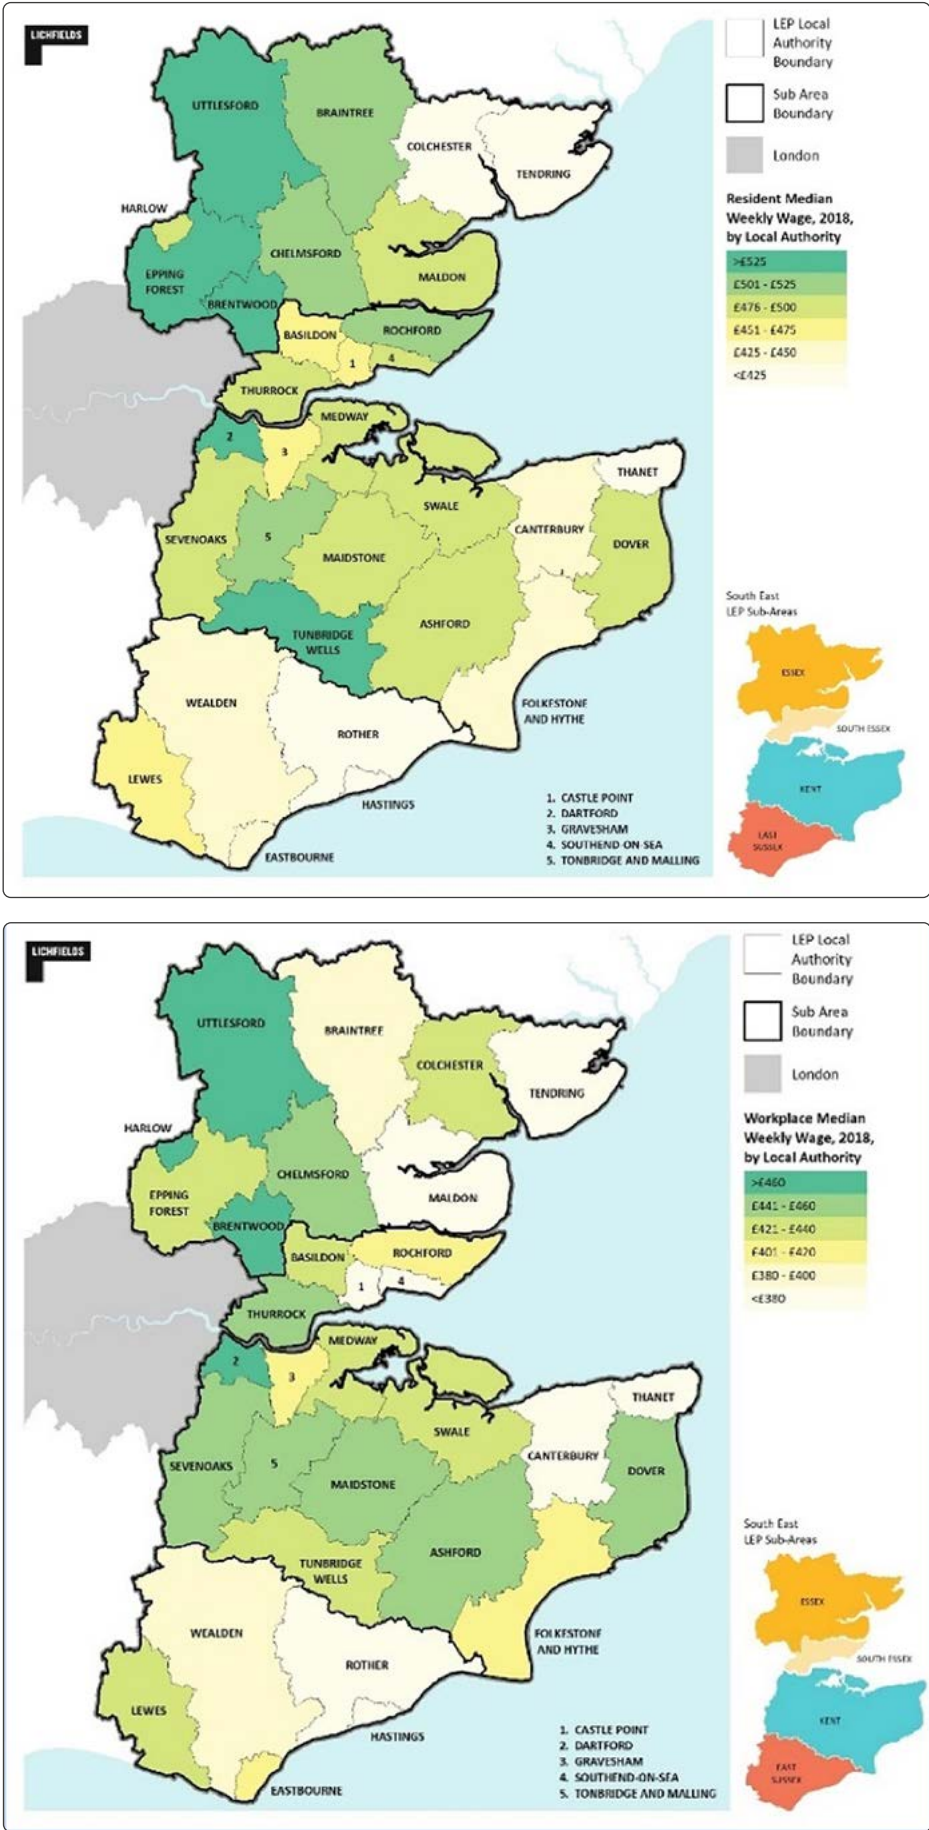 LICHFIELDS
UTTLESFORD
BRAINTREE
COLCHESTER
TENDRING
HARLOW
CHELMSFORD
EPPING
FOREST
MALDON
BRENTWOOD
BASILDON
ROCHFORD
1
4
THURROCK
MEDWAY
2
3
THANET
SWALE
CANTERBURY
SEVENOAKS
5
DOVER
MAIDSTONE
ASHFORD
TUNBRIDGE
WELLS
WEALDEN
FOLKESTONE
AND HYTHE
ROTHER
LEWES
HASTINGS
EASTBOURNE
1. CASTLE POINT
2. DARTFORD
3. GRAVESHAM
4. SOUTHEND-ON-SEA
5. TONBRIDGE AND MALLING
LEP Local
Authority
Boundary
Sub Area
Boundary
London
Resident Median
Weekly Wage, 2018,
by Local Authority
>£525
£501 - £525
£476 - £500
£451 - £475
£425 - £450
<£425
South East
LEP Sub-Areas
ESSEX
SOUTH ESSEX
KENT
EAST
SUSSEX
LICHFIELDS
UTTLESFORD
BRAINTREE
COLCHESTER
TENDRING
HARLOW
CHELMSFORD
EPPING
FOREST
MALDON
BRENTWOOD
BASILDON
ROCHFORD
1
4
THURROCK
MEDWAY
2
3
THANET
SWALE
CANTERBURY
SEVENOAKS
5
DOVER
MAIDSTONE
ASHFORD
TUNBRIDGE
WELLS
WEALDEN
FOLKESTONE
AND HYTHE
ROTHER
LEWES
HASTINGS
EASTBOURNE
1. CASTLE POINT
2. DARTFORD
3. GRAVESHAM
4. SOUTHEND-ON-SEA
5. TONBRIDGE AND MALLING
LEP Local
Authority
Boundary
Sub Area
Boundary
London
Workplace Median
Weekly Wage, 2018,
by Local Authority
>£460
£441 - £460
£421 - £440
£401 - £420
£380 - £400
<£380
South East
LEP Sub-Areas
ESSEX
SOUTH ESSEX
KENT
EAST
SUSSEX